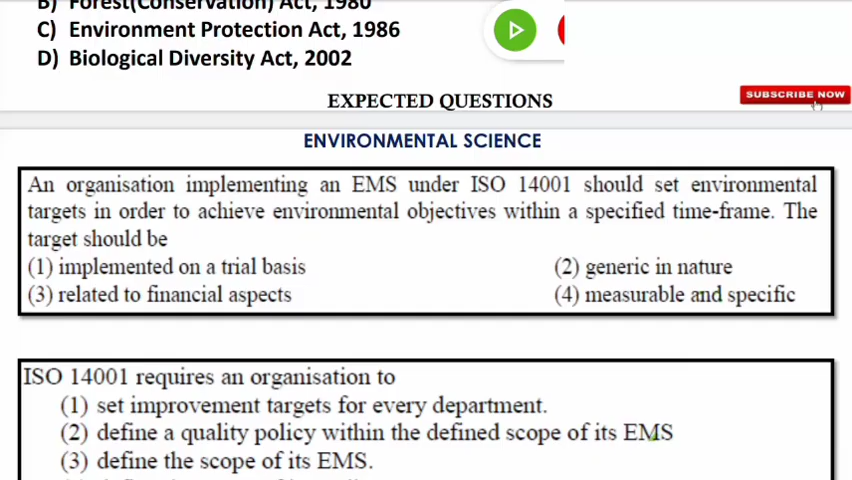 B) Forest(Conservation) Act, 1980
C) Environment Protection Act, 1986
D) Biological Diversity Act, 2002
EXPECTED QUESTIONS
SUBSCRIBE NOW
ENVIRONMENTAL SCIENCE
An organisation implementing an EMS under ISO 14001 should set environmental
targets in order to achieve environmental objectives within a specified time-frame. The
target should be
(1) implemented on a trial basis (2) generic in nature
(3) related to financial aspects (4) measurable and specific
ISO 14001 requires an organisation to
(1) set improvement targets for every department.
(2) define a quality policy within the defined scope of its EMS
(3) define the scope of its EMS.